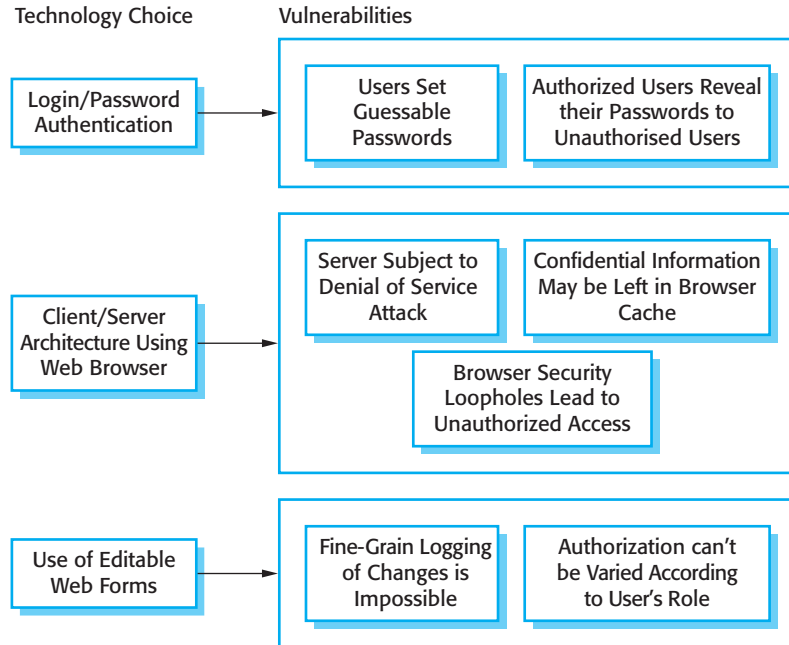 Technology Choice
Vulnerabilities
Login/Password
Authentication
Users Set
Guessable
Passwords
Authorized Users Reveal
their Passwords to
Unauthorised Users
Client/Server
Architecture Using
Web Browser
Server Subject to
Denial of Service
Attack
Confidential Information
May be Left in Browser
Cache
Browser Security
Loopholes Lead to
Unauthorized Access
Use of Editable
Web Forms
Fine-Grain Logging
of Changes is
Impossible
Authorization can't
be Varied According
to User's Role